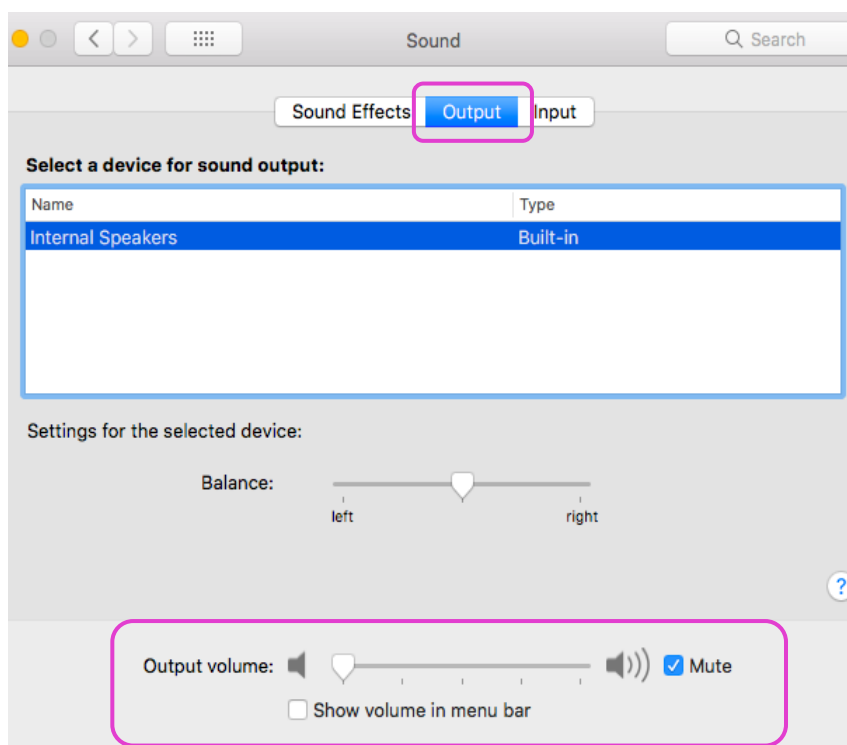 Sound
Search
Sound Effects Output Input
Select a device for sound output:
Name Type
Internal Speakers Built-in
Settings for the selected device:
Balance:
left right
?
Output volume: Mute
Show volume in menu bar